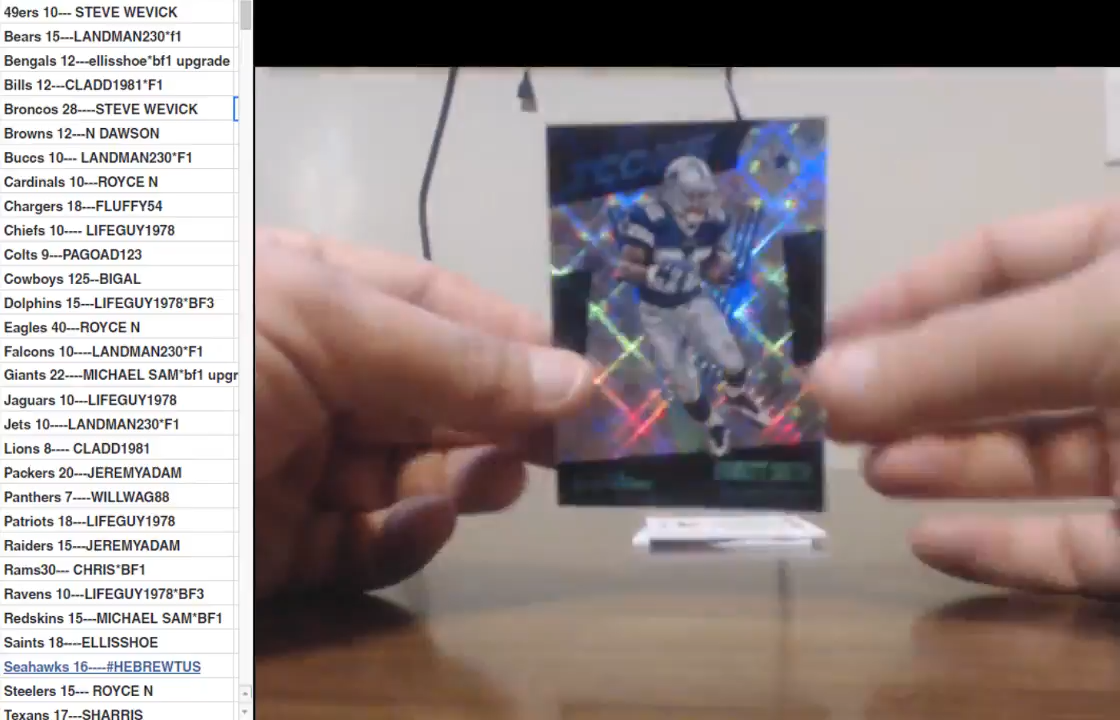 49ers 10--- STEVE WEVICK
Bears 15---LANDMAN230*f1
Bengals 12---ellisshoe*bf1 upgrade
Bills 12---CLADD1981*F1
Broncos 28----STEVE WEVICK
Browns 12---N DAWSON
Buccs 10--- LANDMAN230*F1
Cardinals 10---ROYCE N
Chargers 18---FLUFFY54
Chiefs 10---- LIFEGUY1978
Colts 9---PAGOAD123
Cowboys 125--BIGAL
Dolphins 15---LIFEGUY1978*BF3
Eagles 40---ROYCE N
Falcons 10----LANDMAN230*F1
Giants 22----MICHAEL SAM*bf1 upgr
Jaguars 10---LIFEGUY1978
Jets 10----LANDMAN230*F1
Lions 8---- CLADD1981
Packers 20---JEREMYADAM
Panthers 7----WILLWAG88
Patriots 18---LIFEGUY1978
Raiders 15---JEREMYADAM
Rams30--- CHRIS*BF1
Ravens 10---LIFEGUY1978*BF3
Redskins 15---MICHAEL SAM*BF1
Saints 18----ELLISSHOE
Seahawks 16----#HEBREWTUS
Steelers 15--- ROYCE N
Texans 17---SHARRIS